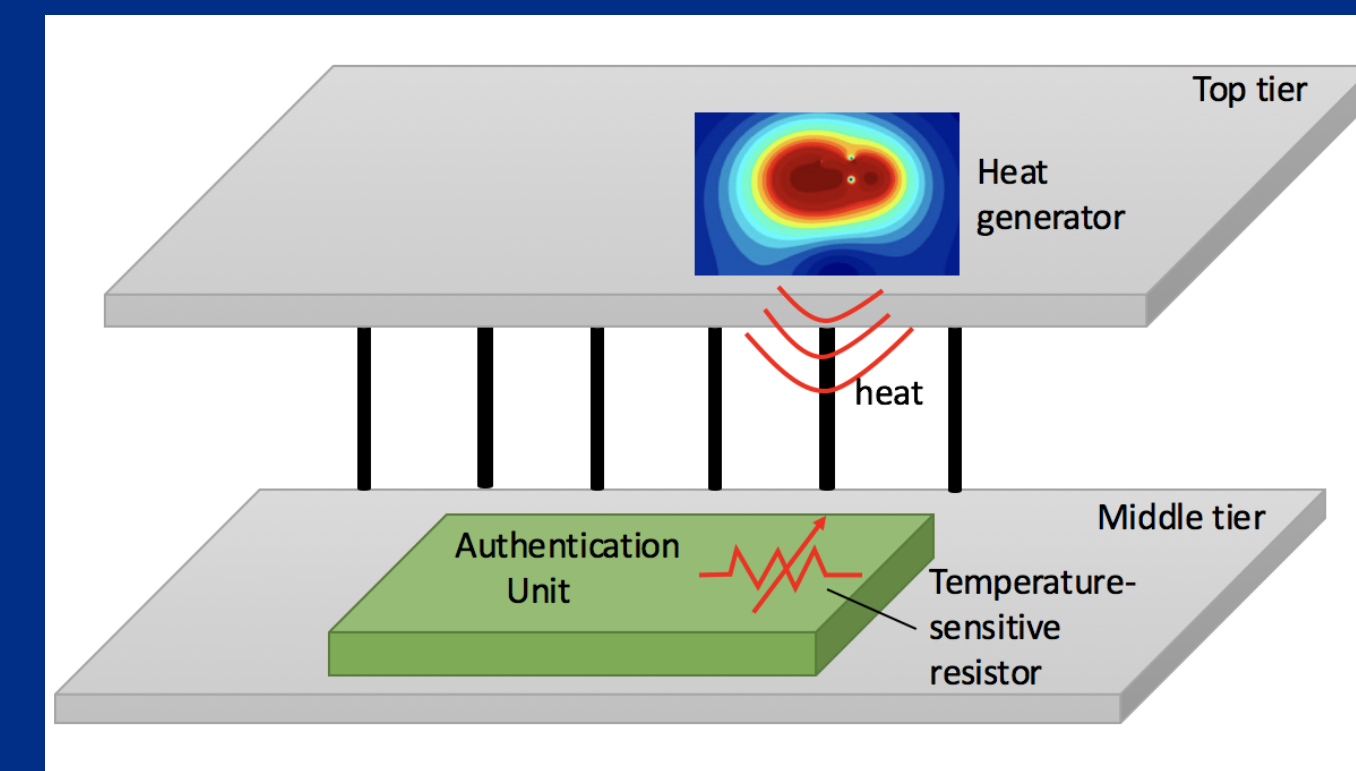 Top tier
Heat
generator
heat
Middle tier
Authentication
Unit
Temperature-
sensitive
resistor